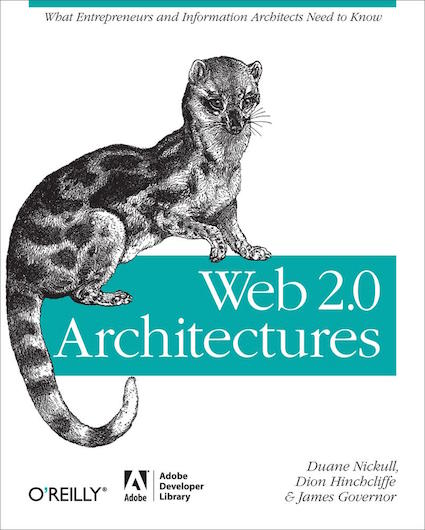 What Entrepreneurs and Information Architects Need to Know
Web 2.0
Architectures
Duane Nickull,
Dion Hinchcliffe
& James Governor
O'REILLY®
Adobe
Adobe
Developer
Library